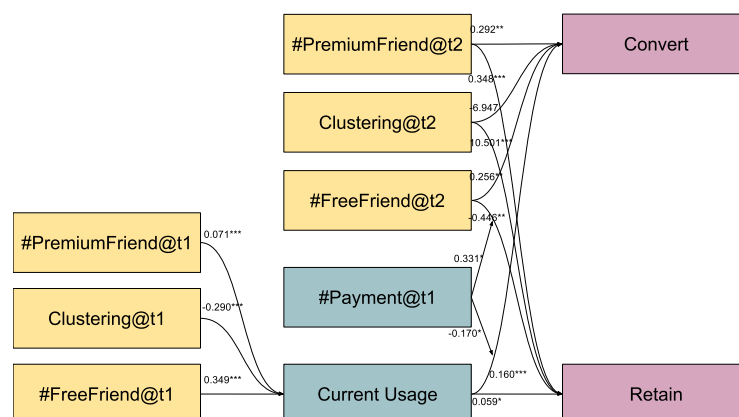 #PremiumFriend@t2
0.292**
Convert
0.348***
Clustering@t2
-6.947
10.501***
#FreeFriend@t2
0.256**
-0.446**
#PremiumFriend@t1
0.071***
#Payment@t1
0.331*
-0.170*
Clustering@t1
-0.290***
#FreeFriend@t1
0.349***
Current Usage
0.160***
0.059*
Retain